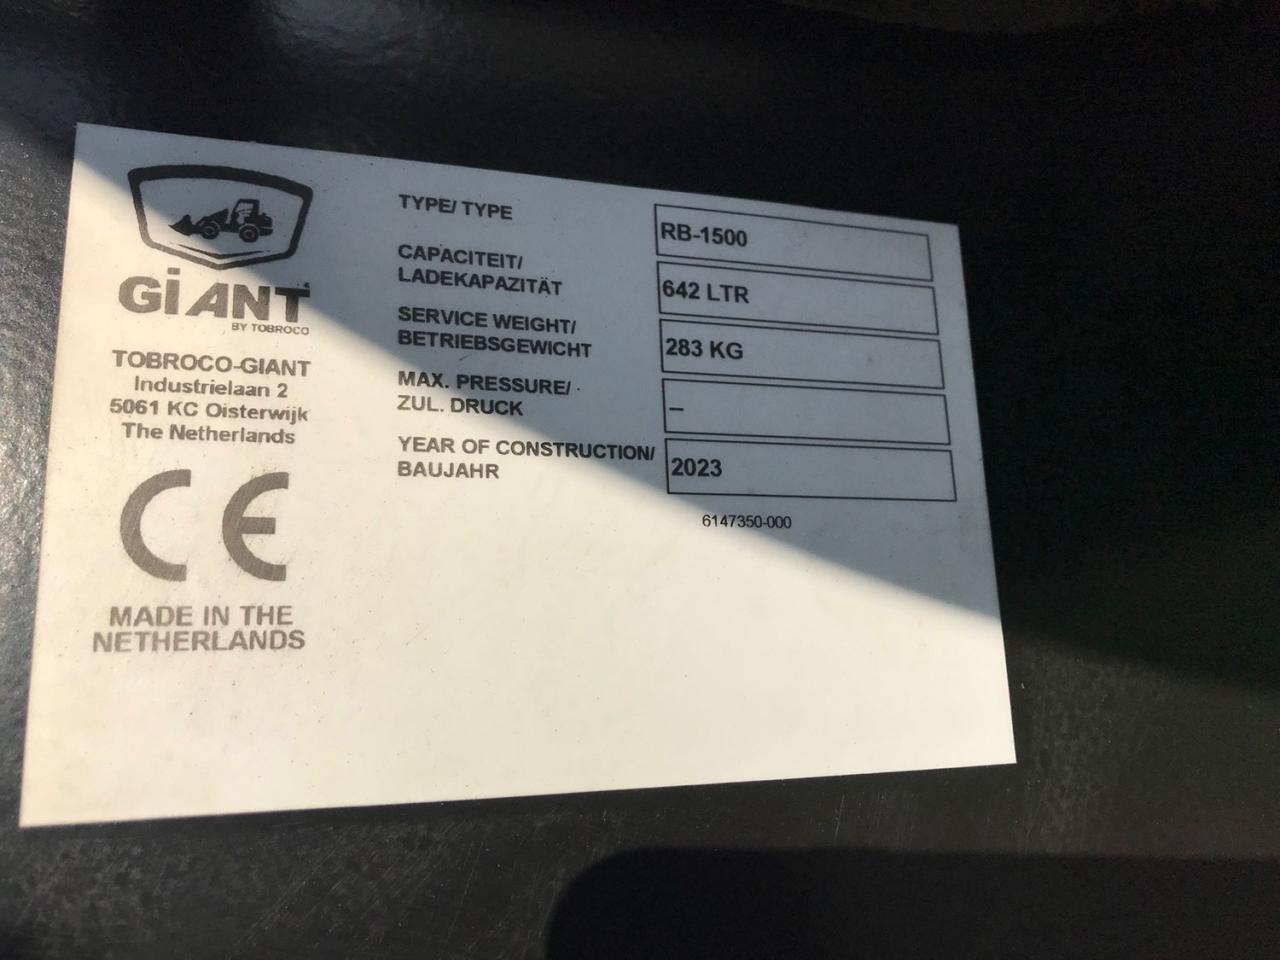 GiANT
BY TOBROCO
TOBROCO-GIANT
Industrielaan 2
5061 KC Oisterwijk
The Netherlands
CE
MADE IN THE
NETHERLANDS
TYPE/ TYPE
RB-1500
CAPACITEIT/
LADEKAPAZITÄT
642 LTR
SERVICE WEIGHT/
BETRIEBSGEWICHT
283 KG
MAX. PRESSURE/
ZUL. DRUCK
–
YEAR OF CONSTRUCTION/
BAUJAHR
2023
6147350-000